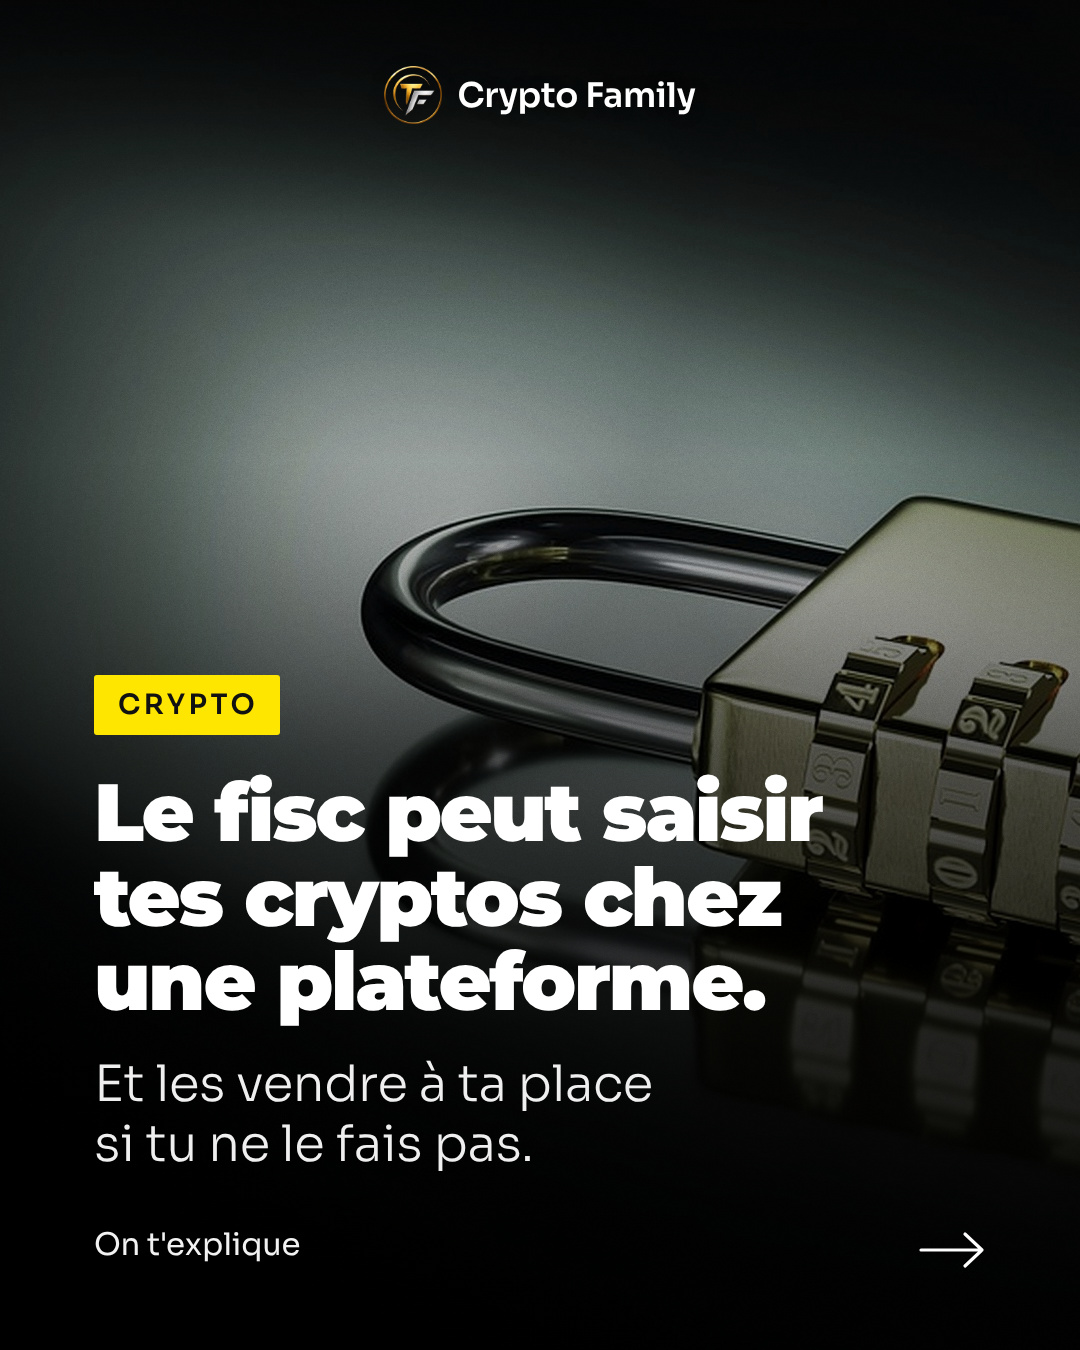 TF Crypto Family
CRYPTO
Le fisc peut saisir
tes cryptos chez
une plateforme.
Et les vendre à ta place
si tu ne le fais pas.
On t'explique